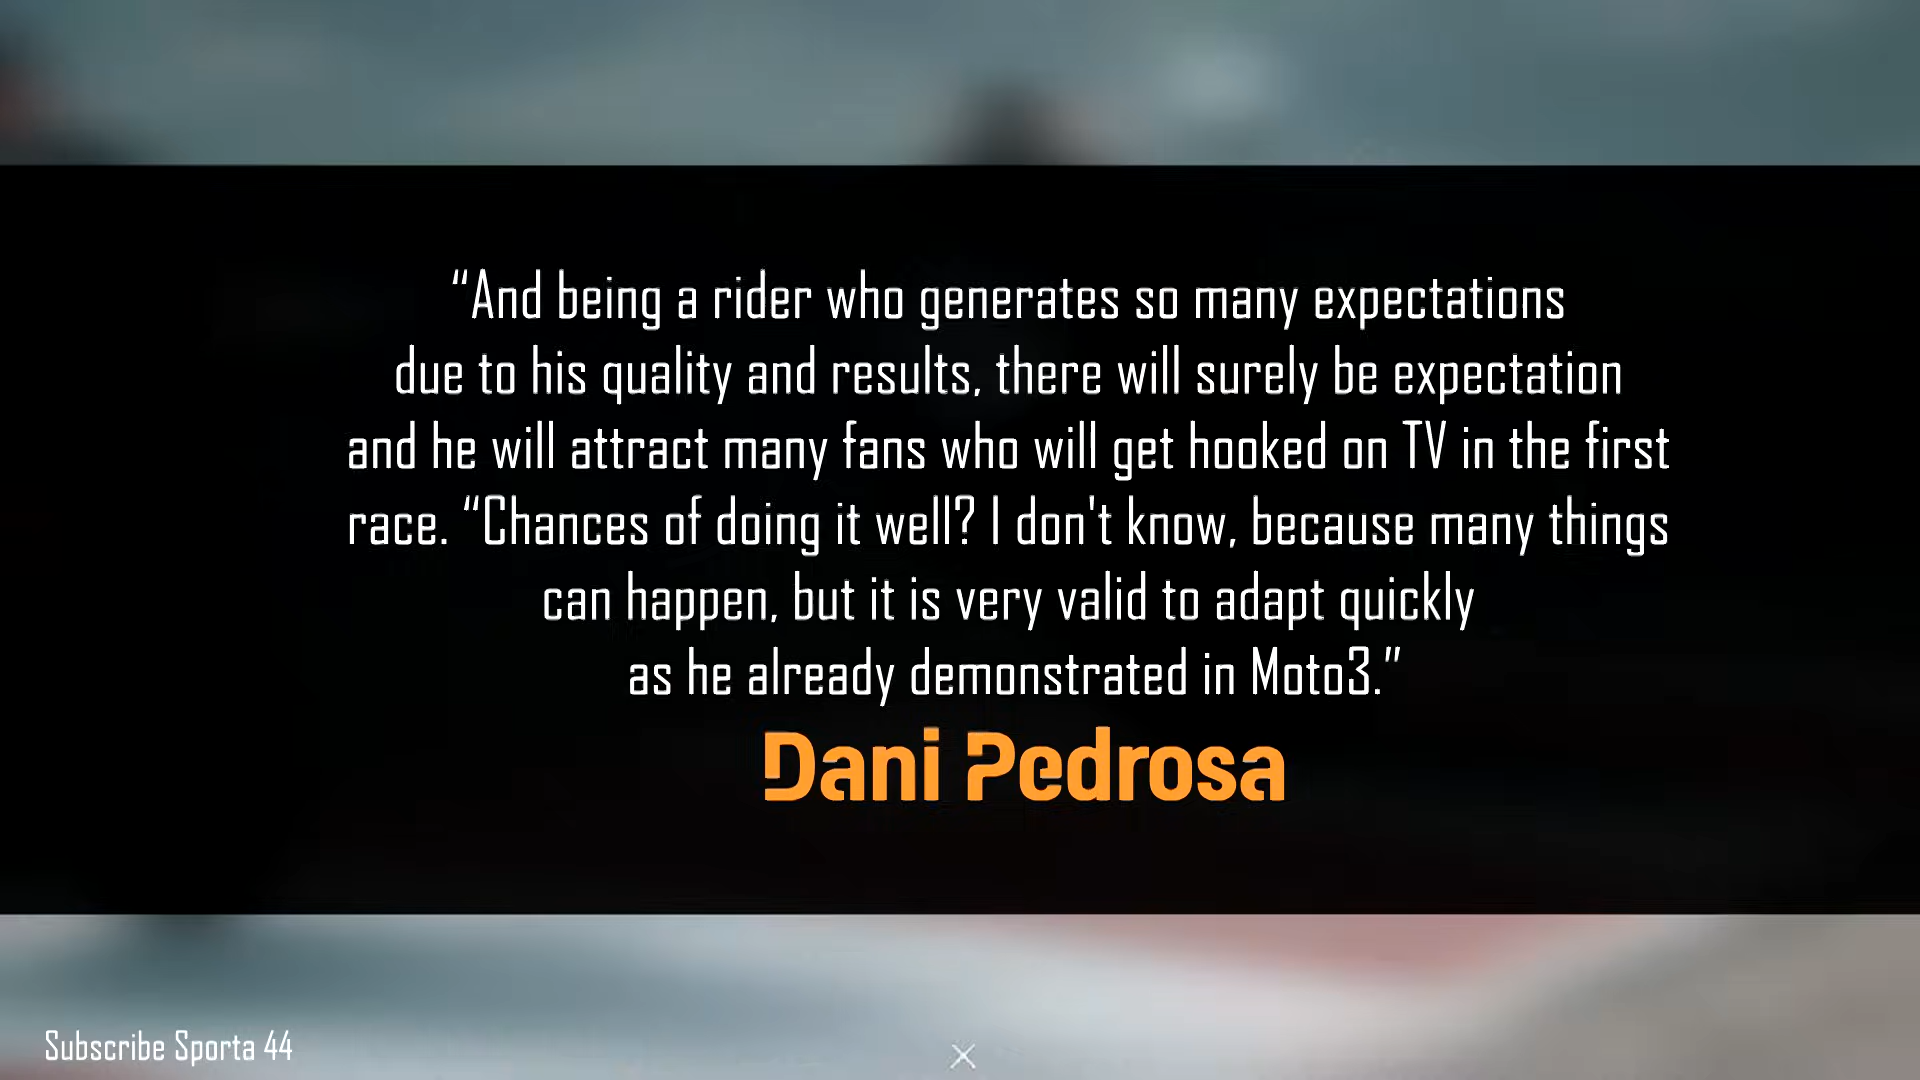 “And being a rider who generates so many expectations
due to his quality and results, there will surely be expectation
and he will attract many fans who will get hooked on TV in the first
race. “Chances of doing it well? I don't know, because many things
can happen, but it is very valid to adapt quickly
as he already demonstrated in Moto3.”
Dani Pedrosa
Subscribe Sporta 44